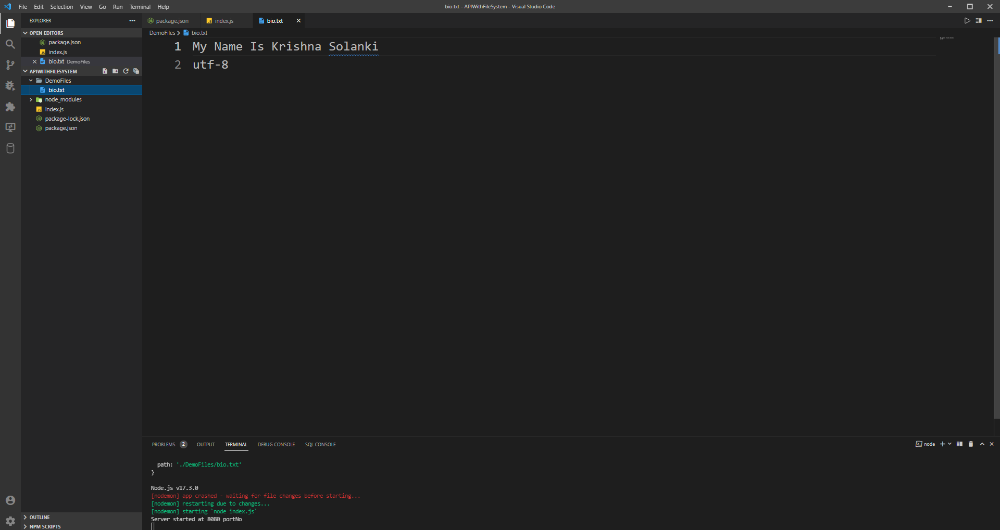 File Edit Selection View Go Run Terminal Help
bio.txt - APIWithFileSystem - Visual Studio Code
EXPLORER
OPEN EDITORS
package.json
index.js
bio.txt DemoFiles
APIWITHFILESYSTEM
DemoFiles
bio.txt
node_modules
index.js
package-lock.json
package.json
OUTLINE
NPM SCRIPTS
package.json index.js bio.txt
DemoFiles bio.txt
1 My Name Is Krishna Solanki
2 utf-8
PROBLEMS 2 OUTPUT TERMINAL DEBUG CONSOLE SQL CONSOLE
node
path: './DemoFiles/bio.txt'
}
Node.js v17.3.0
[nodemon] app crashed - waiting for file changes before starting...
[nodemon] restarting due to changes...
[nodemon] starting `node index.js`
Server started at 8080 portNo